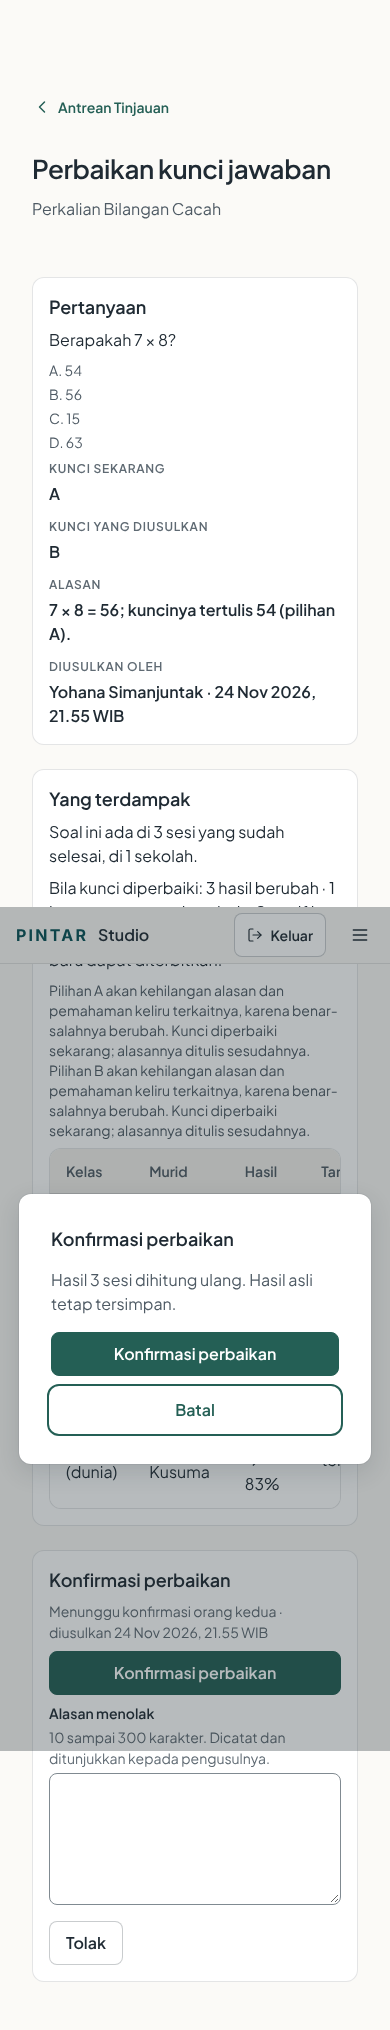 Antrean Tinjauan
Perbaikan kunci jawaban
Perkalian Bilangan Cacah
Pertanyaan
Berapakah 7 × 8?
A. 54
B. 56
C. 15
D. 63
KUNCI SEKARANG
A
KUNCI YANG DIUSULKAN
B
ALASAN
7 × 8 = 56; kuncinya tertulis 54 (pilihan
A).
DIUSULKAN OLEH
Yohana Simanjuntak · 24 Nov 2026,
21.55 WIB
Yang terdampak
Soal ini ada di 3 sesi yang sudah
selesai, di 1 sekolah.
Bila kunci diperbaiki: 3 hasil berubah · 1
PINTAR Studio
Keluar
baru dapat diterbitkan.
Pilihan A akan kehilangan alasan dan
pemahaman keliru terkaitnya, karena benar-
salahnya berubah. Kunci diperbaiki
sekarang; alasannya ditulis sesudahnya.
Pilihan B akan kehilangan alasan dan
pemahaman keliru terkaitnya, karena benar-
salahnya berubah. Kunci diperbaiki
sekarang; alasannya ditulis sesudahnya.
Kelas Murid Hasil
Konfirmasi perbaikan
Hasil 3 sesi dihitung ulang. Hasil asli
tetap tersimpan.
Konfirmasi perbaikan
Batal
(dunia) Kusuma
83%
Konfirmasi perbaikan
Menunggu konfirmasi orang kedua ·
diusulkan 24 Nov 2026, 21.55 WIB
Konfirmasi perbaikan
Alasan menolak
10 sampai 300 karakter. Dicatat dan
ditunjukkan kepada pengusulnya.
Tolak